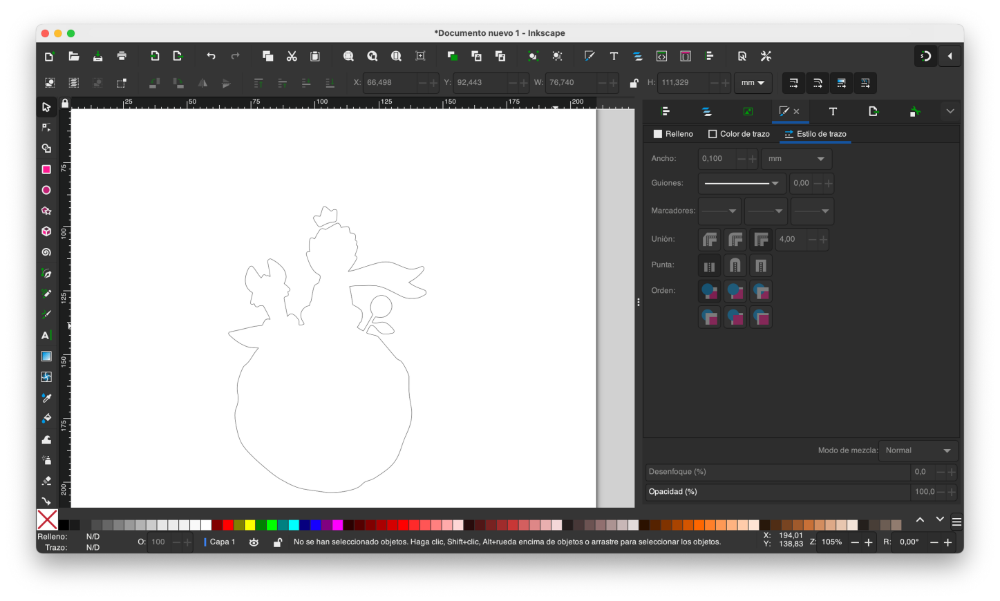 *Documento nuevo 1 - Inkscape
X: 66,498 Y: 92,443 W: 76,740 H: 111,329 mm
25 50 75 100 125 150 175 200
75
100
125
150
175
200
Relleno Color de trazo Estilo de trazo
Ancho: 0,100 mm
Guiones: 0,00
Marcadores:
Unión: 4,00
Punta:
Orden:
Modo de mezcla: Normal
Desenfoque (%) 0,0
Opacidad (%) 100,0
Relleno: N/D
Trazo: N/D
O: 100 Capa 1 No se han seleccionado objetos. Haga clic, Shift+clic, Alt+rueda encima de objetos o arrastre para seleccionar los objetos.
X: 194,01
Y: 138,83
Z: 105% R: 0,00°